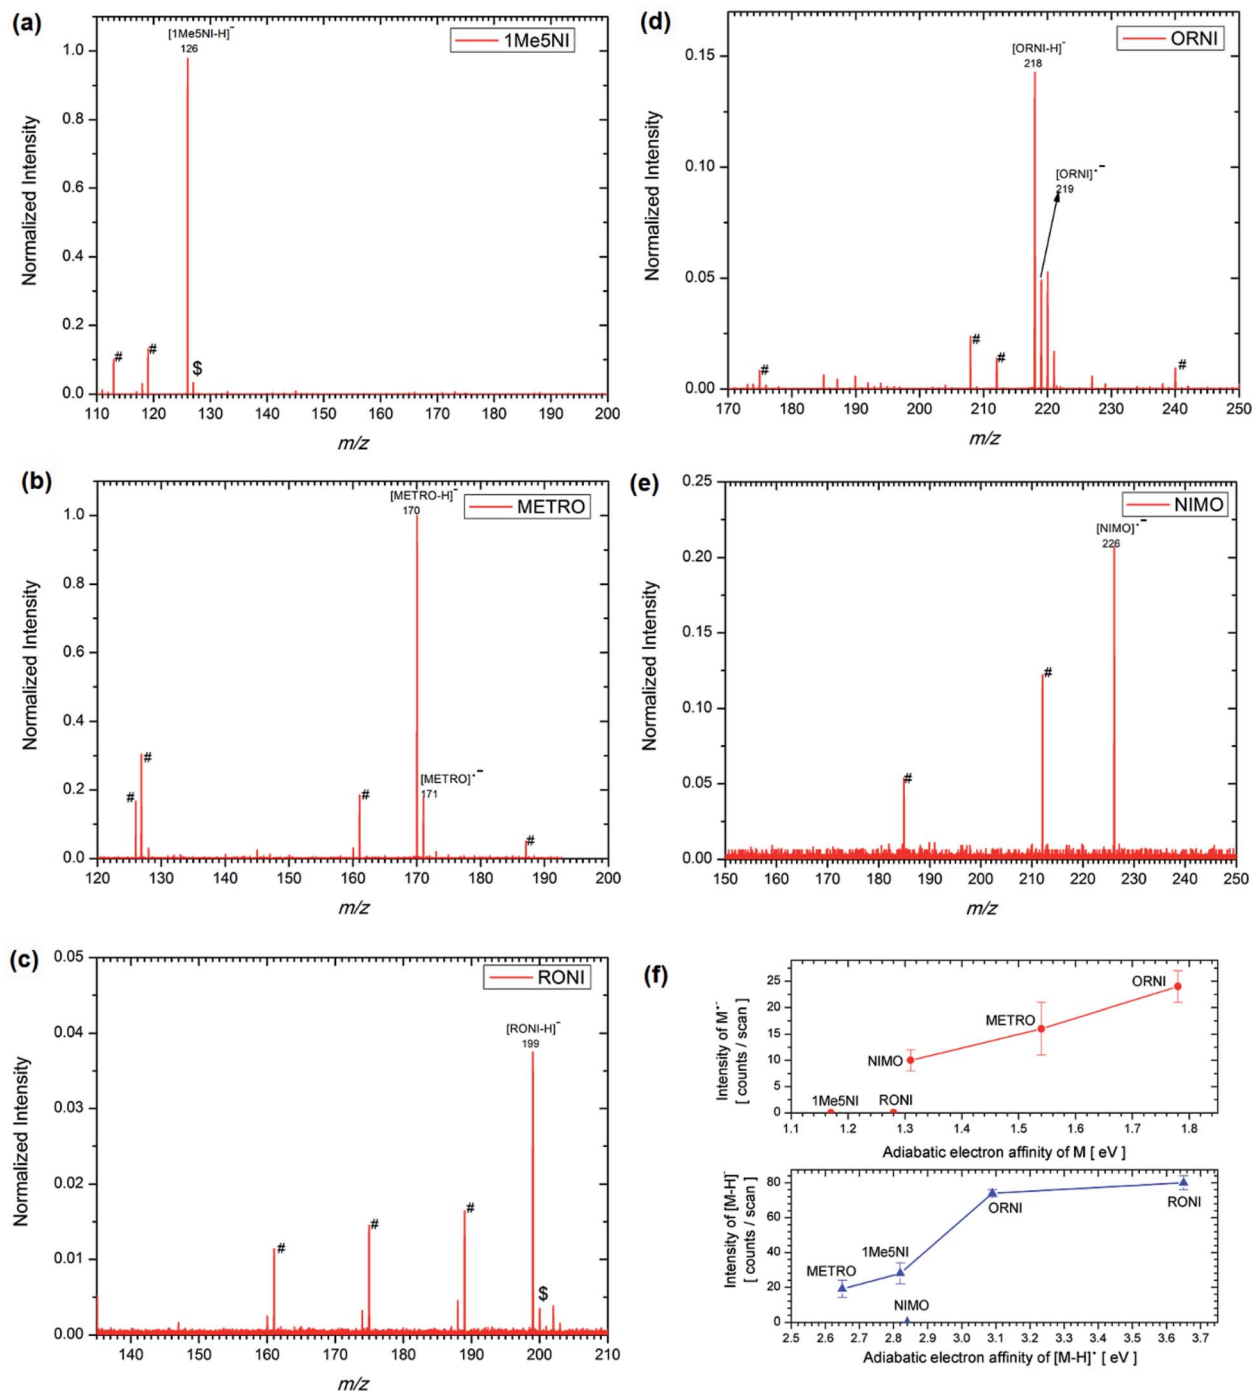 (a)
[1Me5NI-H]⁻
126
1Me5NI
1.0
0.8
0.6
0.4
0.2
0.0
Normalized Intensity
#
#
$
110 120 130 140 150 160 170 180 190 200
m/z
(b)
[METRO-H]⁻
170
METRO
1.0
0.8
0.6
0.4
0.2
0.0
Normalized Intensity
[METRO]•⁻
171
#
#
#
#
120 130 140 150 160 170 180 190 200
m/z
(c)
RONI
[RONI-H]⁻
199
0.05
0.04
0.03
0.02
0.01
0.00
Normalized Intensity
#
#
#
$
140 150 160 170 180 190 200 210
m/z
(d)
[ORNI-H]⁻
218
ORNI
[ORNI]•⁻
219
0.15
0.10
0.05
0.00
Normalized Intensity
#
#
#
#
170 180 190 200 210 220 230 240 250
m/z
(e)
NIMO
[NIMO]•⁻
226
0.25
0.20
0.15
0.10
0.05
0.00
Normalized Intensity
#
#
150 160 170 180 190 200 210 220 230 240 250
m/z
(f)
Intensity of M•⁻
[ counts / scan ]
25
20
15
10
5
0
ORNI
METRO
NIMO
1Me5NI
RONI
1.1 1.2 1.3 1.4 1.5 1.6 1.7 1.8
Adiabatic electron affinity of M [ eV ]
Intensity of [M-H]⁻
[ counts / scan ]
80
60
40
20
0
ORNI
RONI
1Me5NI
METRO
NIMO
2.5 2.6 2.7 2.8 2.9 3.0 3.1 3.2 3.3 3.4 3.5 3.6 3.7
Adiabatic electron affinity of [M-H]• [ eV ]